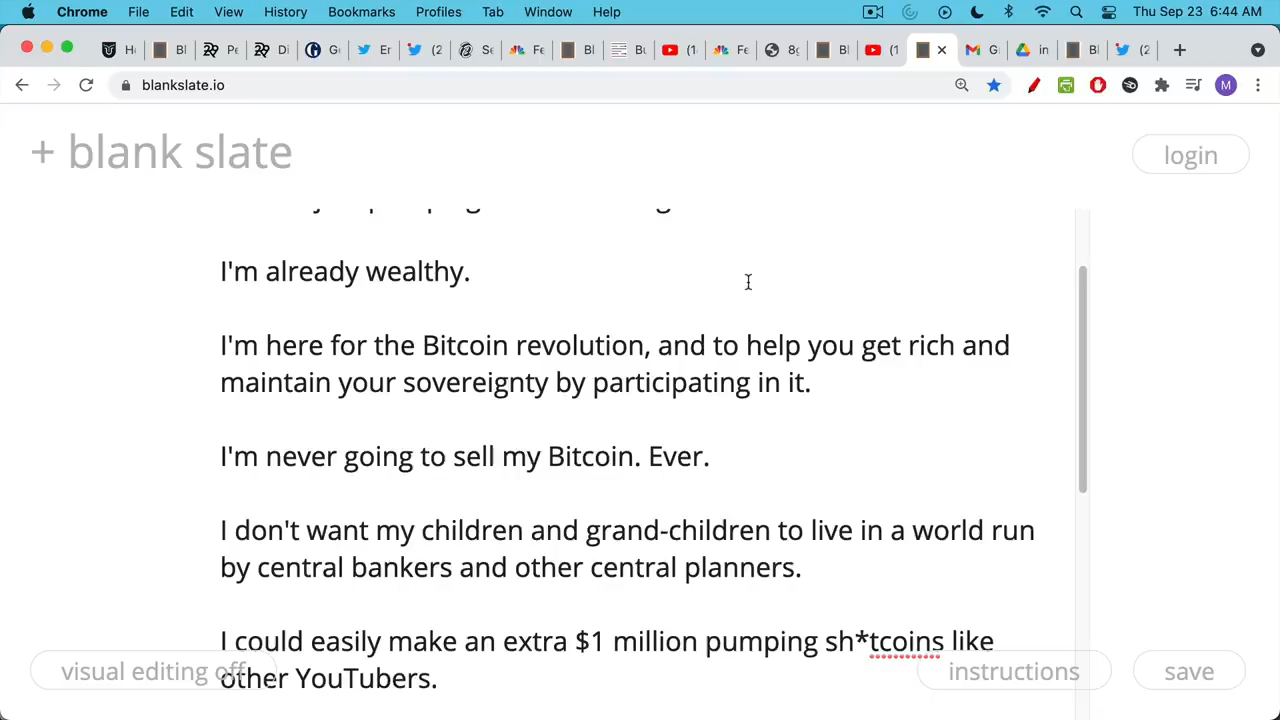 Chrome File Edit View History Bookmarks Profiles Tab Window Help Thu Sep 23 6:44 AM
blankslate.io
M
+ blank slate
login
I'm already wealthy.
I'm here for the Bitcoin revolution, and to help you get rich and
maintain your sovereignty by participating in it.
I'm never going to sell my Bitcoin. Ever.
I don't want my children and grand-children to live in a world run
by central bankers and other central planners.
I could easily make an extra $1 million pumping sh*tcoins like
other YouTubers.
visual editing off
instructions
save